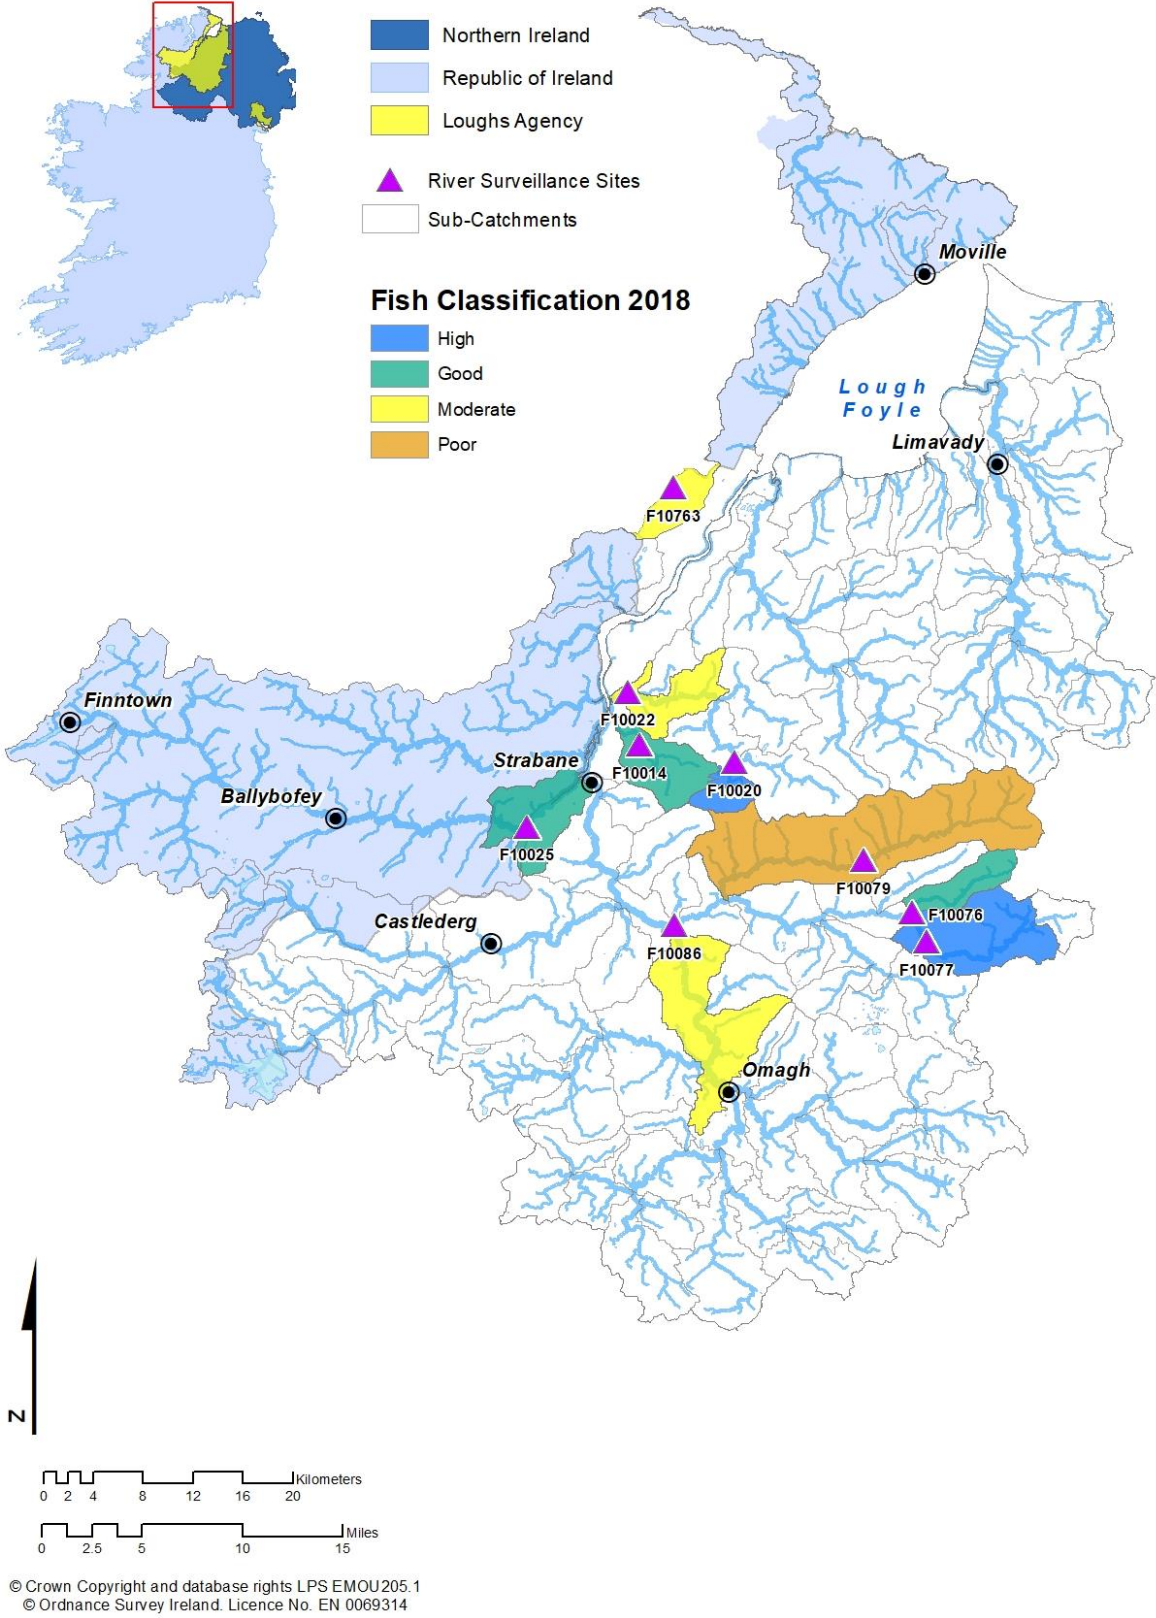 Northern Ireland
Republic of Ireland
Loughs Agency
River Surveillance Sites
Sub-Catchments
Fish Classification 2018
High
Good
Moderate
Poor
Moville
Lough
Foyle
Limavady
F10763
Finntown
F10022
Strabane
F10014
F10020
Ballybofey
F10025
F10079
Castlederg
F10076
F10086
F10077
Omagh
N
Kilometers
0 2 4 8 12 16 20
Miles
0 2.5 5 10 15
© Crown Copyright and database rights LPS EMOU205.1
© Ordnance Survey Ireland. Licence No. EN 0069314